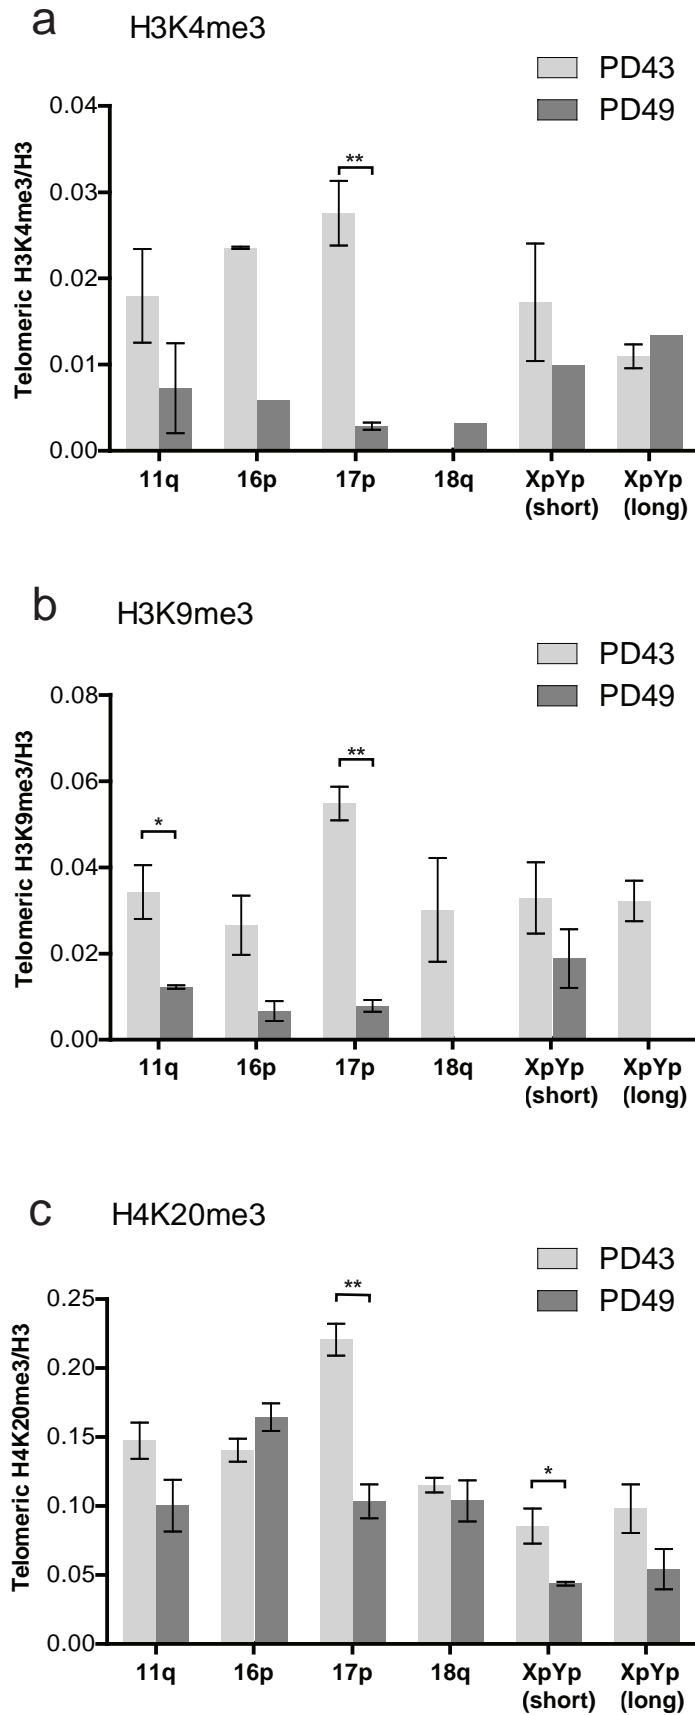 a
H3K4me3
PD43
PD49
Telomeric H3K4me3/H3
0.04
0.03
0.02
0.01
0.00
**
11q 16p 17p 18q XpYp XpYp
(short) (long)
b
H3K9me3
PD43
PD49
Telomeric H3K9me3/H3
0.08
0.06
0.04
0.02
0.00
*
**
11q 16p 17p 18q XpYp XpYp
(short) (long)
c
H4K20me3
PD43
PD49
Telomeric H4K20me3/H3
0.25
0.20
0.15
0.10
0.05
0.00
**
*
11q 16p 17p 18q XpYp XpYp
(short) (long)